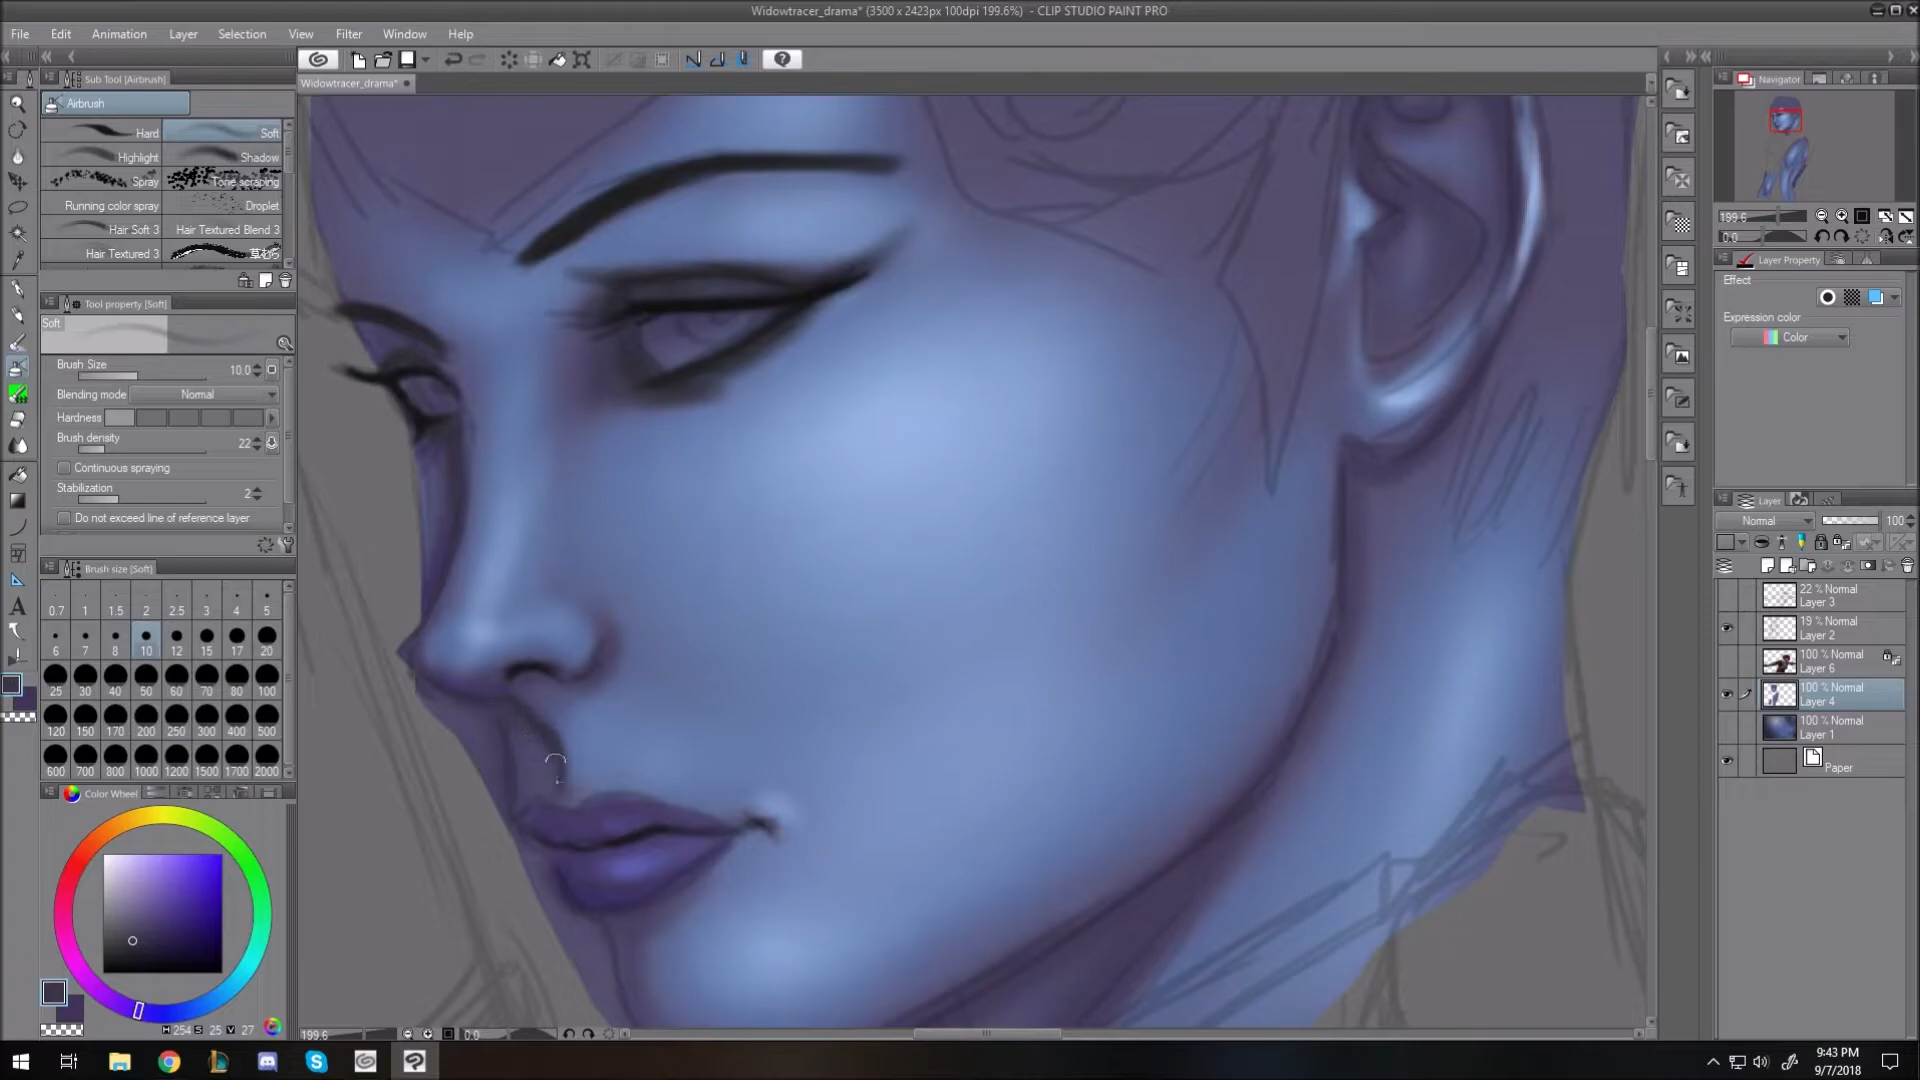 Widowtracer_drama* (3500 x 2423px 100dpi 199.6%) - CLIP STUDIO PAINT PRO
File Edit Animation Layer Selection View Filter Window Help
Sub Tool [Airbrush]
Airbrush
Hard Soft
Highlight Shadow
Spray Tone scraping
Running color spray Droplet
Hair Soft 3 Hair Textured Blend 3
Hair Textured 3 草むら
Tool property [Soft]
Soft
Brush Size 10.0
Blending mode Normal
Hardness
Brush density 22
Continuous spraying
Stabilization 2
Do not exceed line of reference layer
Brush size [Soft]
0.7 1 1.5 2 2.5 3 4 5
6 7 8 10 12 15 17 20
25 30 40 50 60 70 80 100
120 150 170 200 250 300 400 500
600 700 800 1000 1200 1500 1700 2000
Color Wheel
H 254 S 25 V 27
Widowtracer_drama*
199.6 0.0
Navigator
199.6
0.0
Layer Property
Effect
Expression color
Color
Layer
Normal 100
22 % Normal
Layer 3
19 % Normal
Layer 2
100 % Normal
Layer 6
100 % Normal
Layer 4
100 % Normal
Layer 1
Paper
9:43 PM
9/7/2018